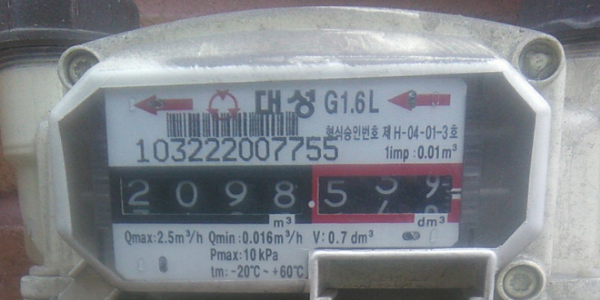 대성 G1.6L
형식승인번호 제 H-04-01-3호
103222007755
1imp: 0.01m³
2098.539
m³
dm³
Qmax: 2.5m³/h Qmin: 0.016m³/h V: 0.7 dm³
Pmax: 10 kPa
tm: -20°C ~ +60°C